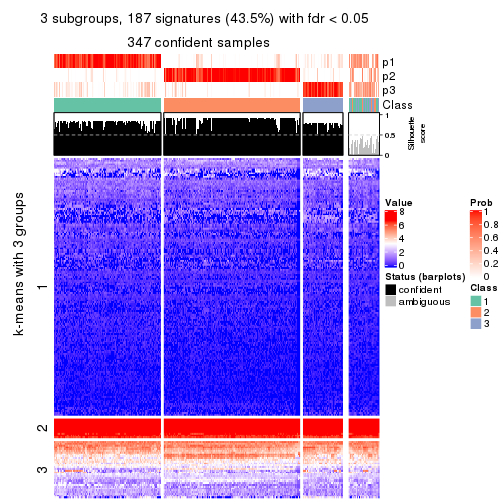 3 subgroups, 187 signatures (43.5%) with fdr < 0.05
347 confident samples
p1
p2
p3
Class
1
0.5
0
Silhouette
score
k-means with 3 groups
1
2
3
Value
8
6
4
2
0
Status (barplots)
confident
ambiguous
Prob
1
0.8
0.6
0.4
0.2
0
Class
1
2
3